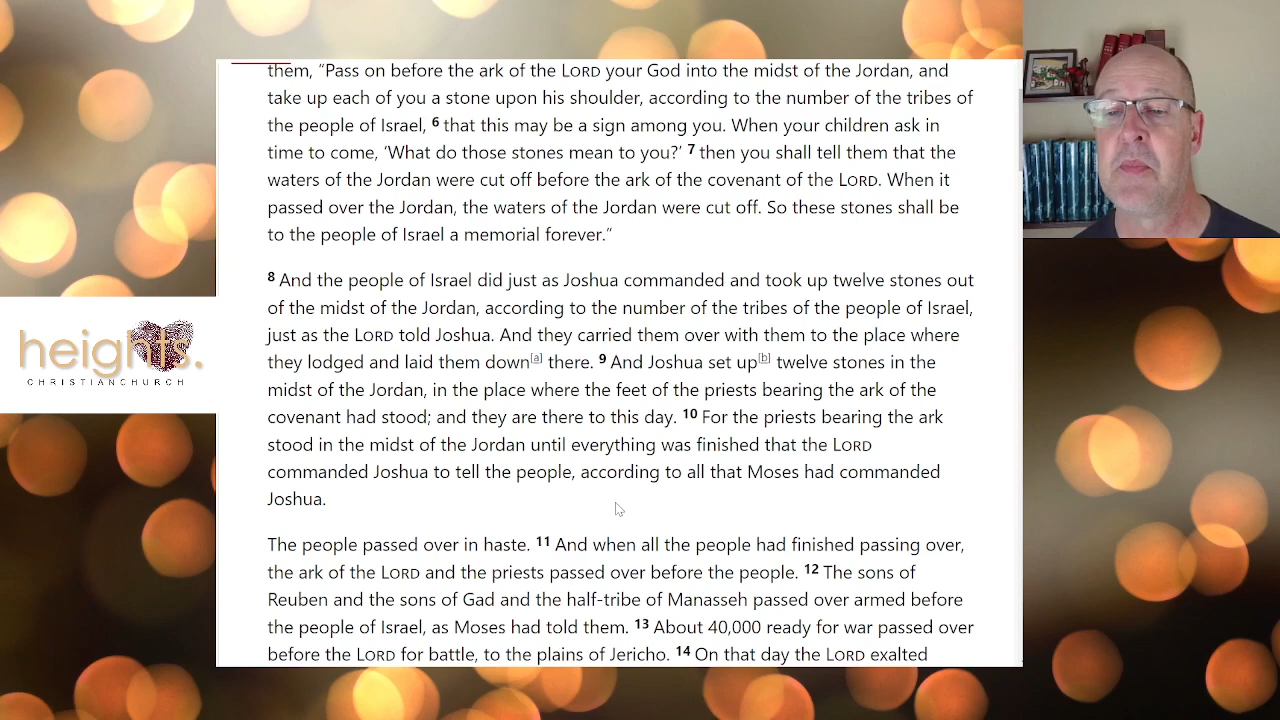 them, “Pass on before the ark of the LORD your God into the midst of the Jordan, and
take up each of you a stone upon his shoulder, according to the number of the tribes of
the people of Israel, 6 that this may be a sign among you. When your children ask in
time to come, ‘What do those stones mean to you?’ 7 then you shall tell them that the
waters of the Jordan were cut off before the ark of the covenant of the LORD. When it
passed over the Jordan, the waters of the Jordan were cut off. So these stones shall be
to the people of Israel a memorial forever.”
8 And the people of Israel did just as Joshua commanded and took up twelve stones out
of the midst of the Jordan, according to the number of the tribes of the people of Israel,
just as the LORD told Joshua. And they carried them over with them to the place where
they lodged and laid them down[a] there. 9 And Joshua set up[b] twelve stones in the
midst of the Jordan, in the place where the feet of the priests bearing the ark of the
covenant had stood; and they are there to this day. 10 For the priests bearing the ark
stood in the midst of the Jordan until everything was finished that the LORD
commanded Joshua to tell the people, according to all that Moses had commanded
Joshua.
The people passed over in haste. 11 And when all the people had finished passing over,
the ark of the LORD and the priests passed over before the people. 12 The sons of
Reuben and the sons of Gad and the half-tribe of Manasseh passed over armed before
the people of Israel, as Moses had told them. 13 About 40,000 ready for war passed over
before the LORD for battle, to the plains of Jericho. 14 On that day the LORD exalted
heights.
CHRISTIANCHURCH